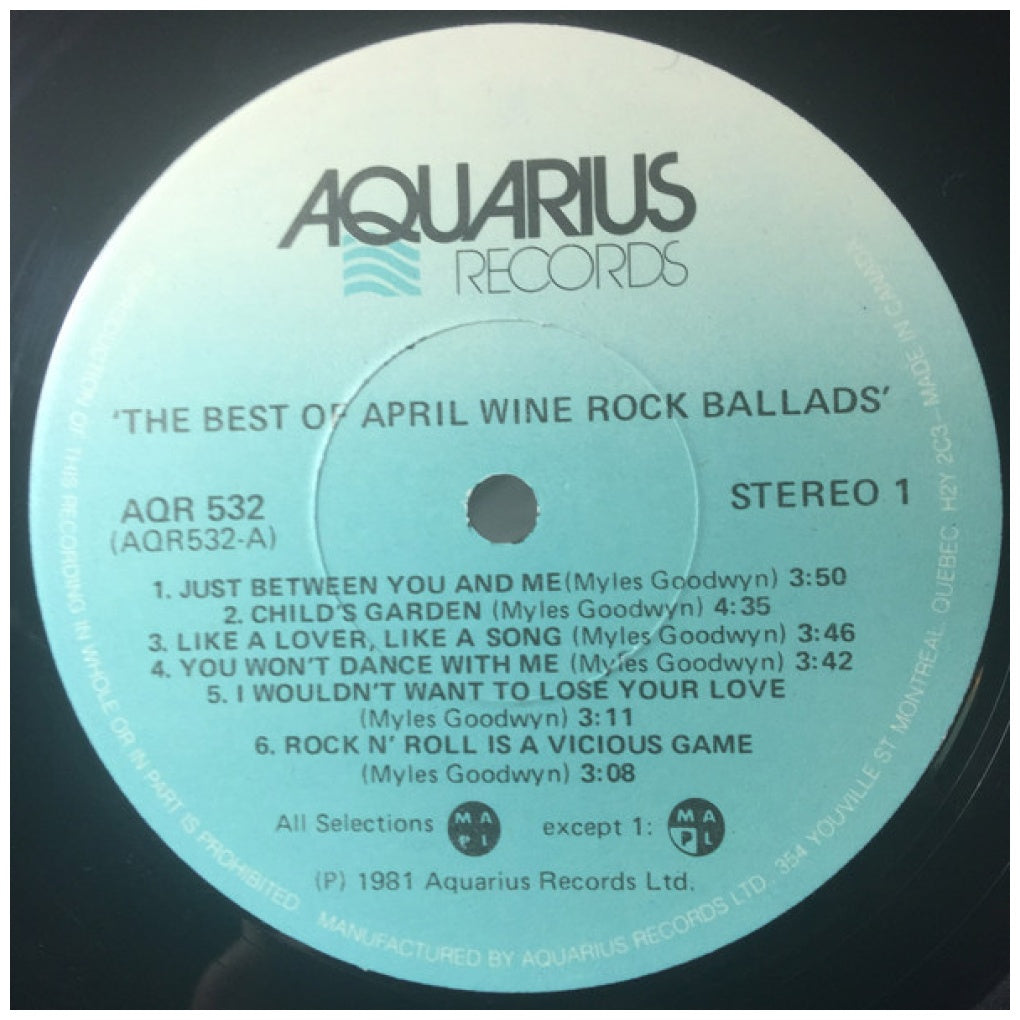 AQUARIUS
RECORDS
'THE BEST OF APRIL WINE ROCK BALLADS'
AQR 532
(AQR532-A)
STEREO 1
1. JUST BETWEEN YOU AND ME(Myles Goodwyn) 3:50
2. CHILD'S GARDEN (Myles Goodwyn) 4:35
3. LIKE A LOVER, LIKE A SONG (Myles Goodwyn) 3:46
4. YOU WON'T DANCE WITH ME (Myles Goodwyn) 3:42
5. I WOULDN'T WANT TO LOSE YOUR LOVE
(Myles Goodwyn) 3:11
6. ROCK N' ROLL IS A VICIOUS GAME
(Myles Goodwyn) 3:08
All Selections MAPL except 1: MAPL
(P) 1981 Aquarius Records Ltd.
REPRODUCTION OF THIS RECORDING IN WHOLE OR IN PART IS PROHIBITED
MANUFACTURED BY AQUARIUS RECORDS LTD., 354 YOUVILLE ST MONTREAL, QUEBEC H2Y 2C3—MADE IN CANADA